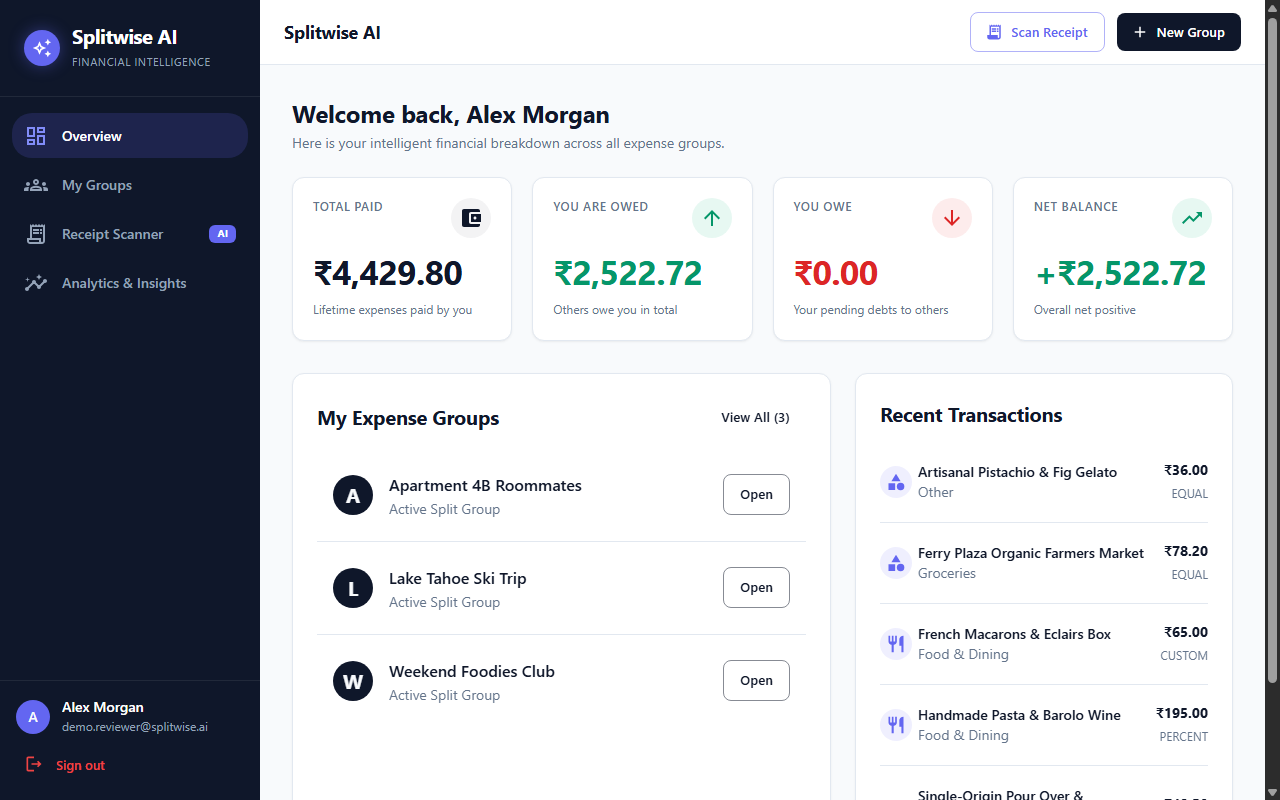 Splitwise AI
FINANCIAL INTELLIGENCE
Overview
My Groups
Receipt Scanner
AI
Analytics & Insights
A
Alex Morgan
demo.reviewer@splitwise.ai
Sign out
Splitwise AI
Scan Receipt
+ New Group
Welcome back, Alex Morgan
Here is your intelligent financial breakdown across all expense groups.
TOTAL PAID
₹4,429.80
Lifetime expenses paid by you
YOU ARE OWED
₹2,522.72
Others owe you in total
YOU OWE
₹0.00
Your pending debts to others
NET BALANCE
+₹2,522.72
Overall net positive
My Expense Groups
View All (3)
A
Apartment 4B Roommates
Active Split Group
Open
L
Lake Tahoe Ski Trip
Active Split Group
Open
W
Weekend Foodies Club
Active Split Group
Open
Recent Transactions
Artisanal Pistachio & Fig Gelato
₹36.00
Other
EQUAL
Ferry Plaza Organic Farmers Market
₹78.20
Groceries
EQUAL
French Macarons & Eclairs Box
₹65.00
Food & Dining
CUSTOM
Handmade Pasta & Barolo Wine
₹195.00
Food & Dining
PERCENT
Single-Origin Pour Over &